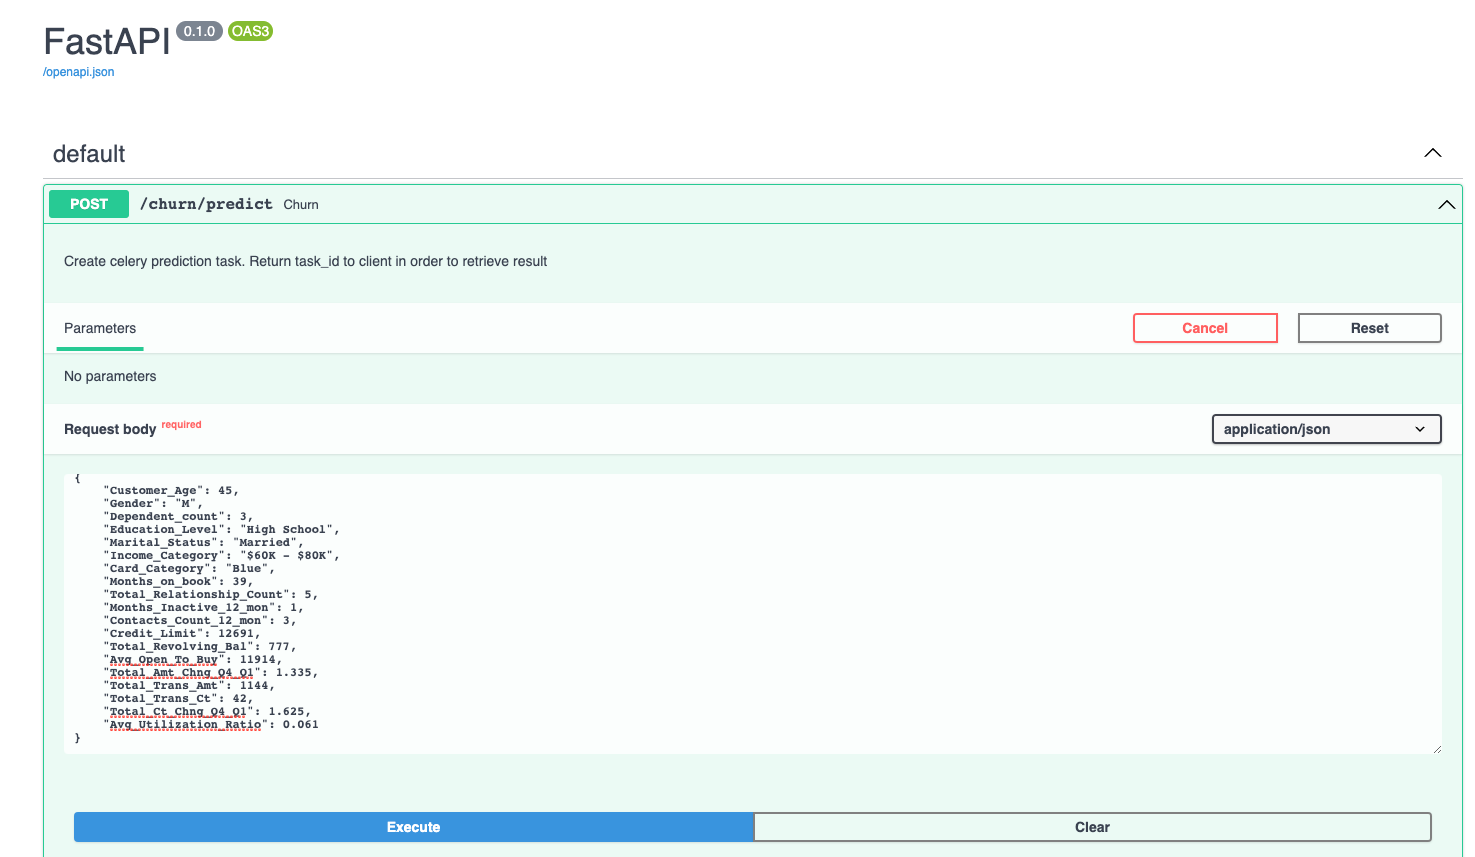 FastAPI 0.1.0 OAS3
/openapi.json
default
POST /churn/predict Churn
Create celery prediction task. Return task_id to client in order to retrieve result
Parameters Cancel Reset
No parameters
Request body required application/json
{
"Customer_Age": 45,
"Gender": "M",
"Dependent_count": 3,
"Education_Level": "High School",
"Marital_Status": "Married",
"Income_Category": "$60K - $80K",
"Card_Category": "Blue",
"Months_on_book": 39,
"Total_Relationship_Count": 5,
"Months_Inactive_12_mon": 1,
"Contacts_Count_12_mon": 3,
"Credit_Limit": 12691,
"Total_Revolving_Bal": 777,
"Avg_Open_To_Buy": 11914,
"Total_Amt_Chng_Q4_Q1": 1.335,
"Total_Trans_Amt": 1144,
"Total_Trans_Ct": 42,
"Total_Ct_Chng_Q4_Q1": 1.625,
"Avg_Utilization_Ratio": 0.061
}
Execute Clear